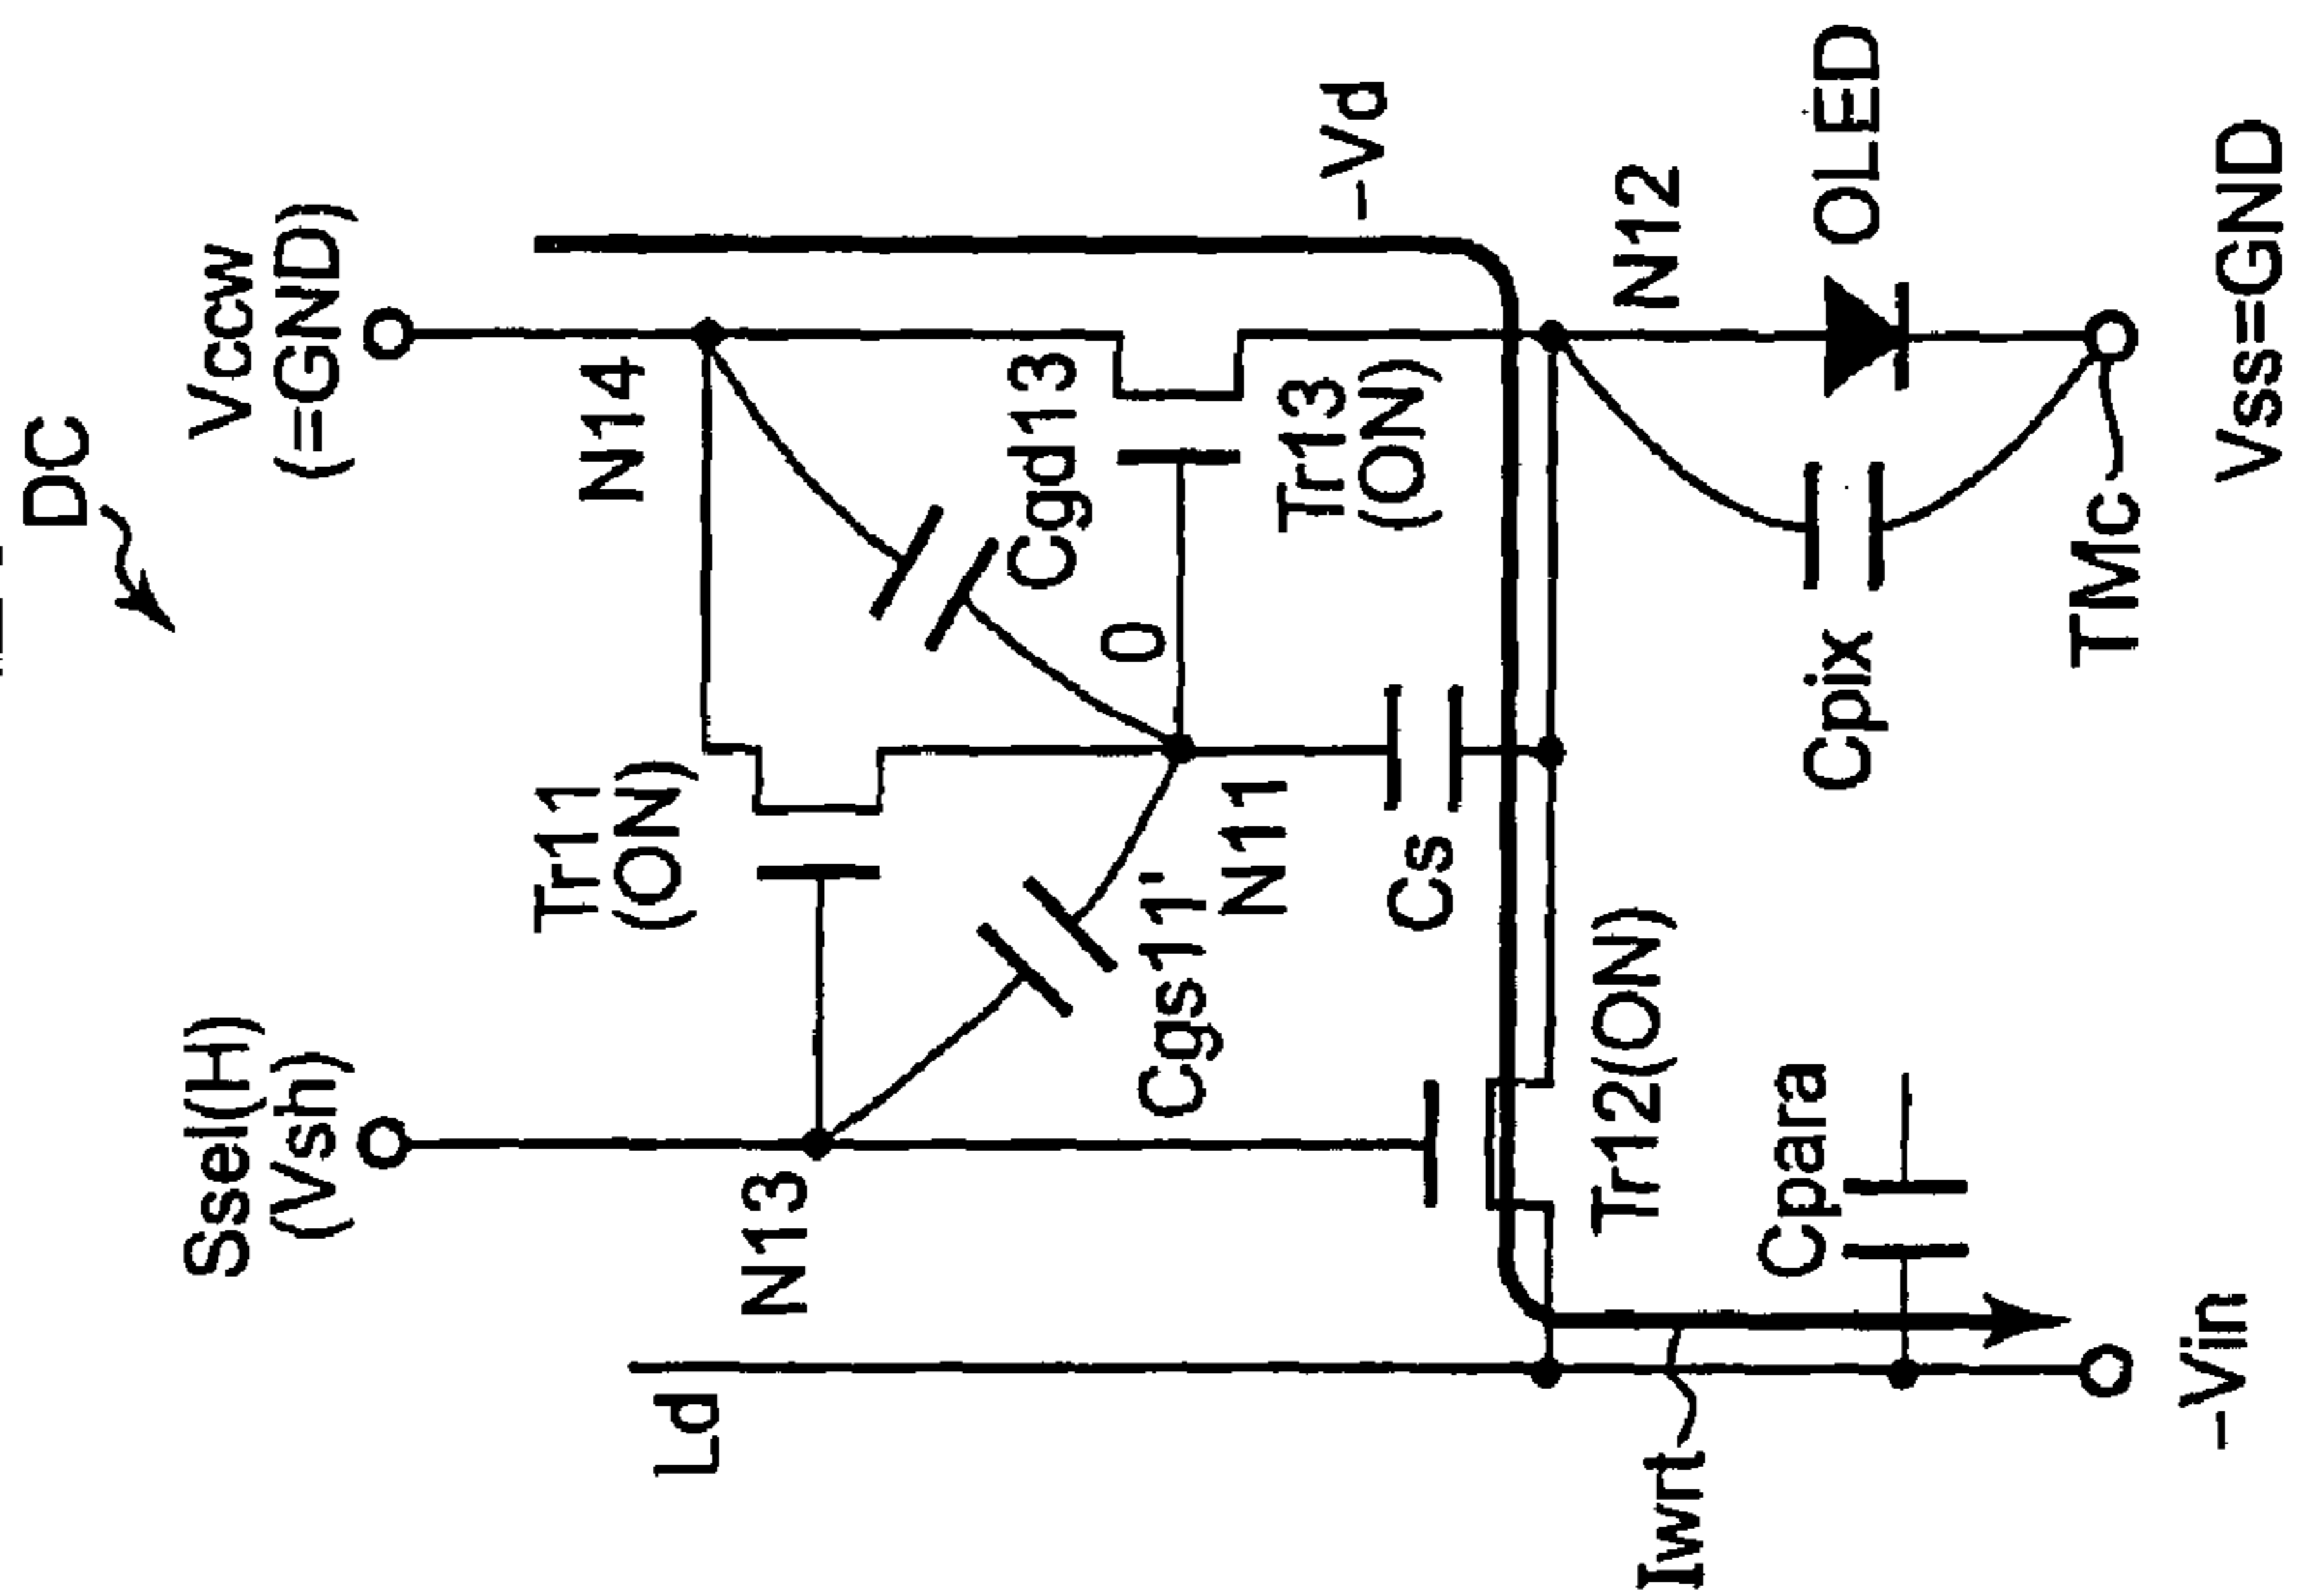 DC
Ssel(H)
(Vsh)
Vccw
(=GND)
Ld
N13
Tr11
(ON)
N14
Cgs11'
N11
Cgd13
0
Tr13
(ON)
-Vd
Cs
Tr12(ON)
N12
Iwrt
Cpara
Cpix
OLED
TMc
-Vin
Vss=GND